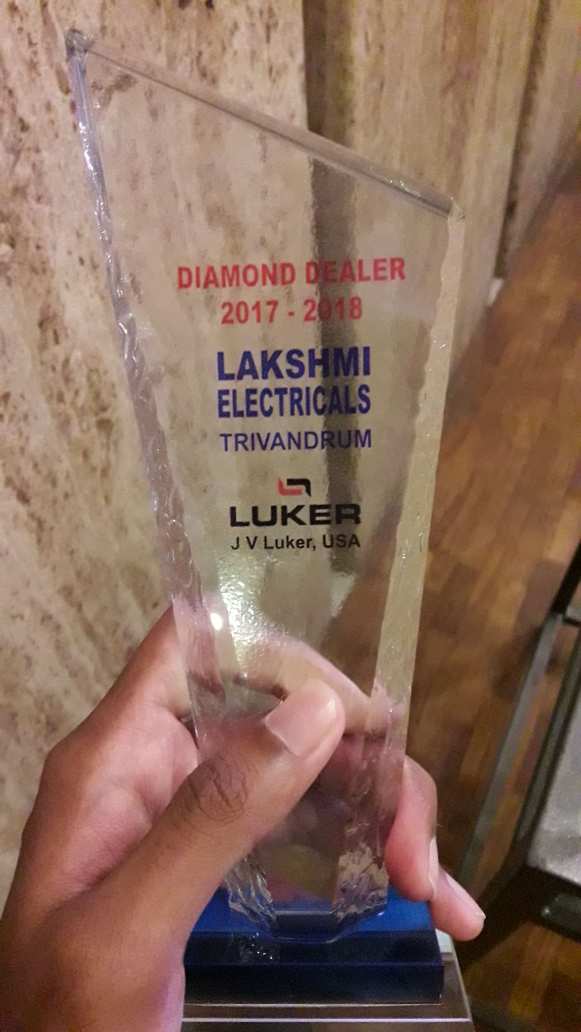 DIAMOND DEALER
2017 - 2018
LAKSHMI
ELECTRICALS
TRIVANDRUM
LUKER
J V Luker, USA